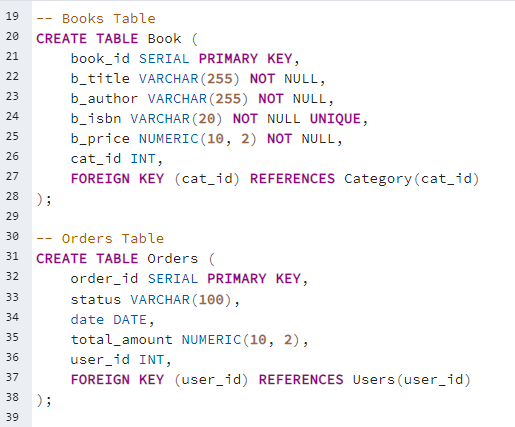 19 -- Books Table
20 CREATE TABLE Book (
21     book_id SERIAL PRIMARY KEY,
22     b_title VARCHAR(255) NOT NULL,
23     b_author VARCHAR(255) NOT NULL,
24     b_isbn VARCHAR(20) NOT NULL UNIQUE,
25     b_price NUMERIC(10, 2) NOT NULL,
26     cat_id INT,
27     FOREIGN KEY (cat_id) REFERENCES Category(cat_id)
28 );
29
30 -- Orders Table
31 CREATE TABLE Orders (
32     order_id SERIAL PRIMARY KEY,
33     status VARCHAR(100),
34     date DATE,
35     total_amount NUMERIC(10, 2),
36     user_id INT,
37     FOREIGN KEY (user_id) REFERENCES Users(user_id)
38 );
39